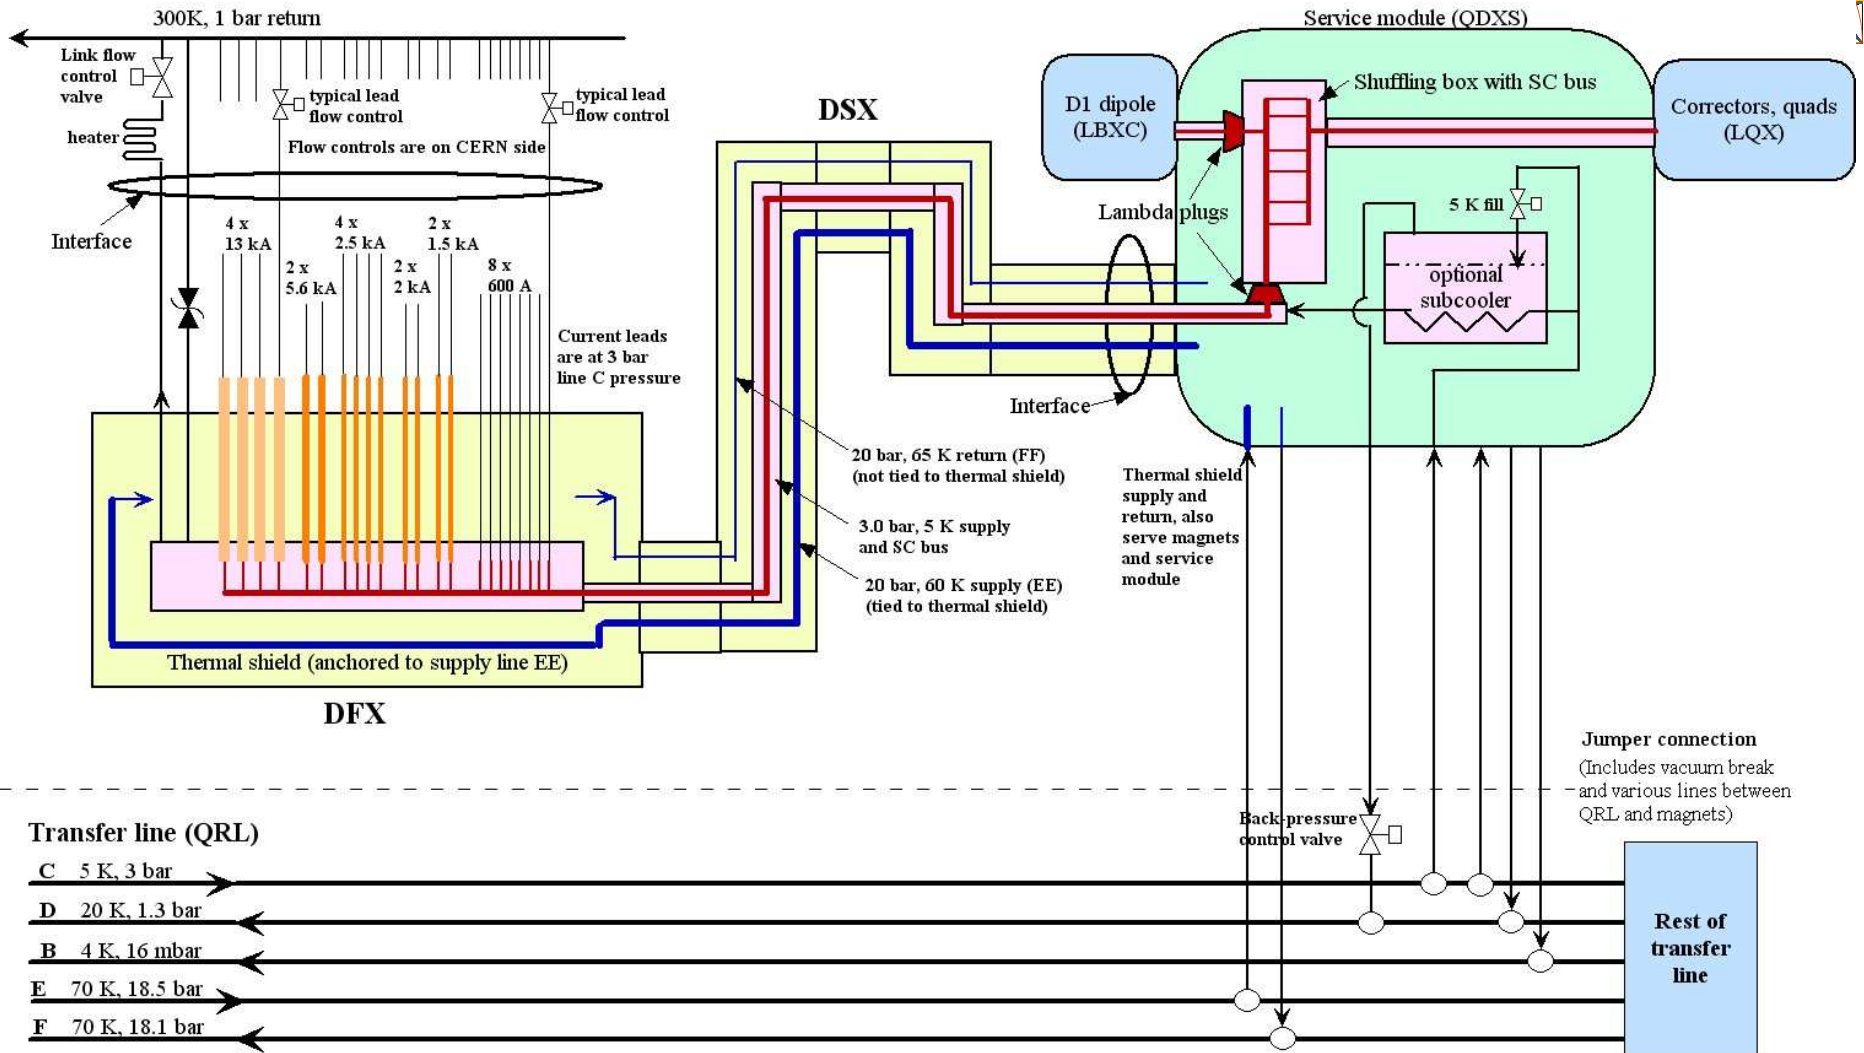 300K, 1 bar return
Link flow
control
valve
heater
typical lead
flow control
typical lead
flow control
Flow controls are on CERN side
Interface
4 x
13 kA
2 x
5.6 kA
4 x
2.5 kA
2 x
2 kA
2 x
1.5 kA
8 x
600 A
Current leads
are at 3 bar
line C pressure
Thermal shield (anchored to supply line EE)
DFX
DSX
20 bar, 65 K return (FF)
(not tied to thermal shield)
3.0 bar, 5 K supply
and SC bus
20 bar, 60 K supply (EE)
(tied to thermal shield)
Interface
Service module (QDXS)
D1 dipole
(LBXC)
Shuffling box with SC bus
Correctors, quads
(LQX)
Lambda plugs
5 K fill
optional
subcooler
Thermal shield
supply and
return, also
serve magnets
and service
module
Jumper connection
(Includes vacuum break
and various lines between
QRL and magnets)
Back-pressure
control valve
Transfer line (QRL)
C 5 K, 3 bar
D 20 K, 1.3 bar
B 4 K, 16 mbar
E 70 K, 18.5 bar
F 70 K, 18.1 bar
Rest of
transfer
line